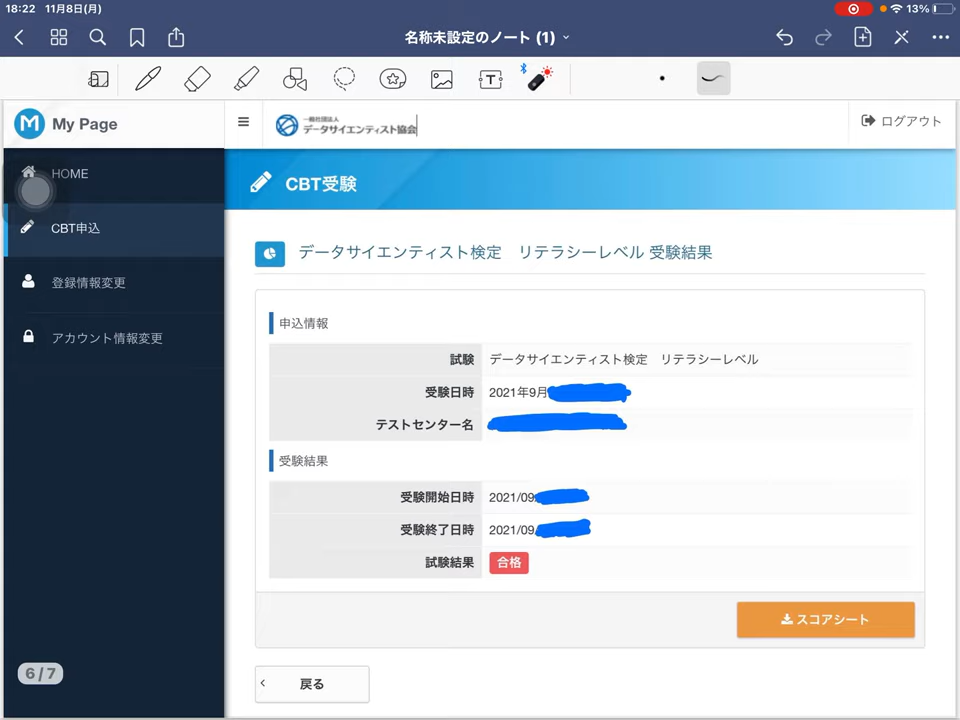 18:22 11月8日(月)
13%
名称未設定のノート (1)
M My Page
一般社団法人
データサイエンティスト協会
ログアウト
HOME
CBT申込
登録情報変更
アカウント情報変更
CBT受験
データサイエンティスト検定 リテラシーレベル 受験結果
申込情報
試験 データサイエンティスト検定 リテラシーレベル
受験日時 2021年9月
テストセンター名
受験結果
受験開始日時 2021/09
受験終了日時 2021/09
試験結果 合格
スコアシート
戻る
6 / 7